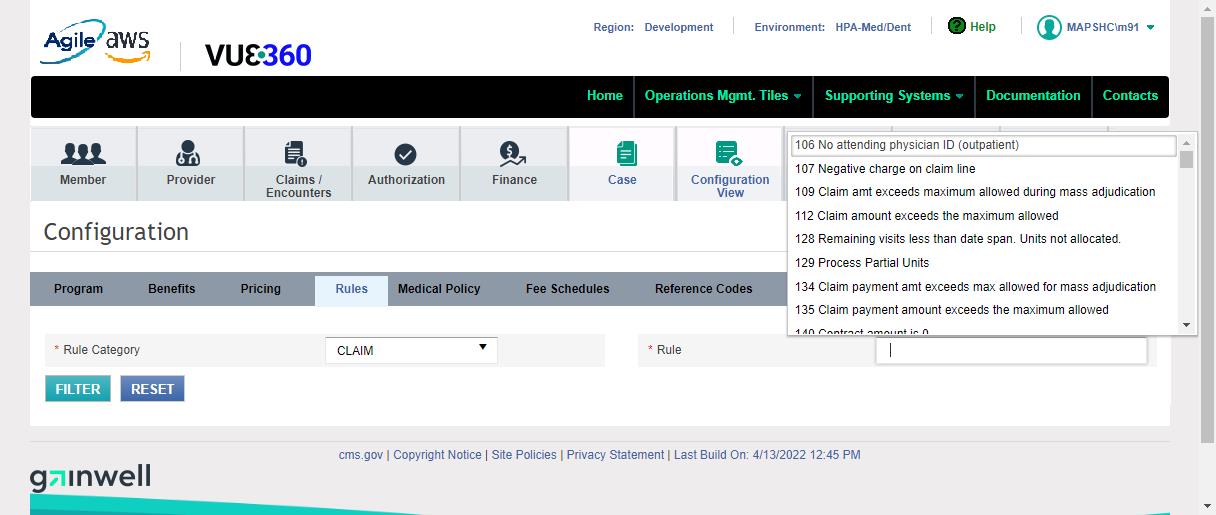 Agile aws
VUE360
Region: Development
Environment: HPA-Med/Dent
? Help
MAPSHC\m91
Home
Operations Mgmt. Tiles
Supporting Systems
Documentation
Contacts
Member
Provider
Claims /
Encounters
Authorization
Finance
Case
Configuration
View
106 No attending physician ID (outpatient)
107 Negative charge on claim line
109 Claim amt exceeds maximum allowed during mass adjudication
112 Claim amount exceeds the maximum allowed
128 Remaining visits less than date span. Units not allocated.
129 Process Partial Units
134 Claim payment amt exceeds max allowed for mass adjudication
135 Claim payment amount exceeds the maximum allowed
140 Contract amount is 0
Configuration
Program
Benefits
Pricing
Rules
Medical Policy
Fee Schedules
Reference Codes
* Rule Category
CLAIM
* Rule
FILTER
RESET
cms.gov | Copyright Notice | Site Policies | Privacy Statement | Last Build On: 4/13/2022 12:45 PM
gainwell